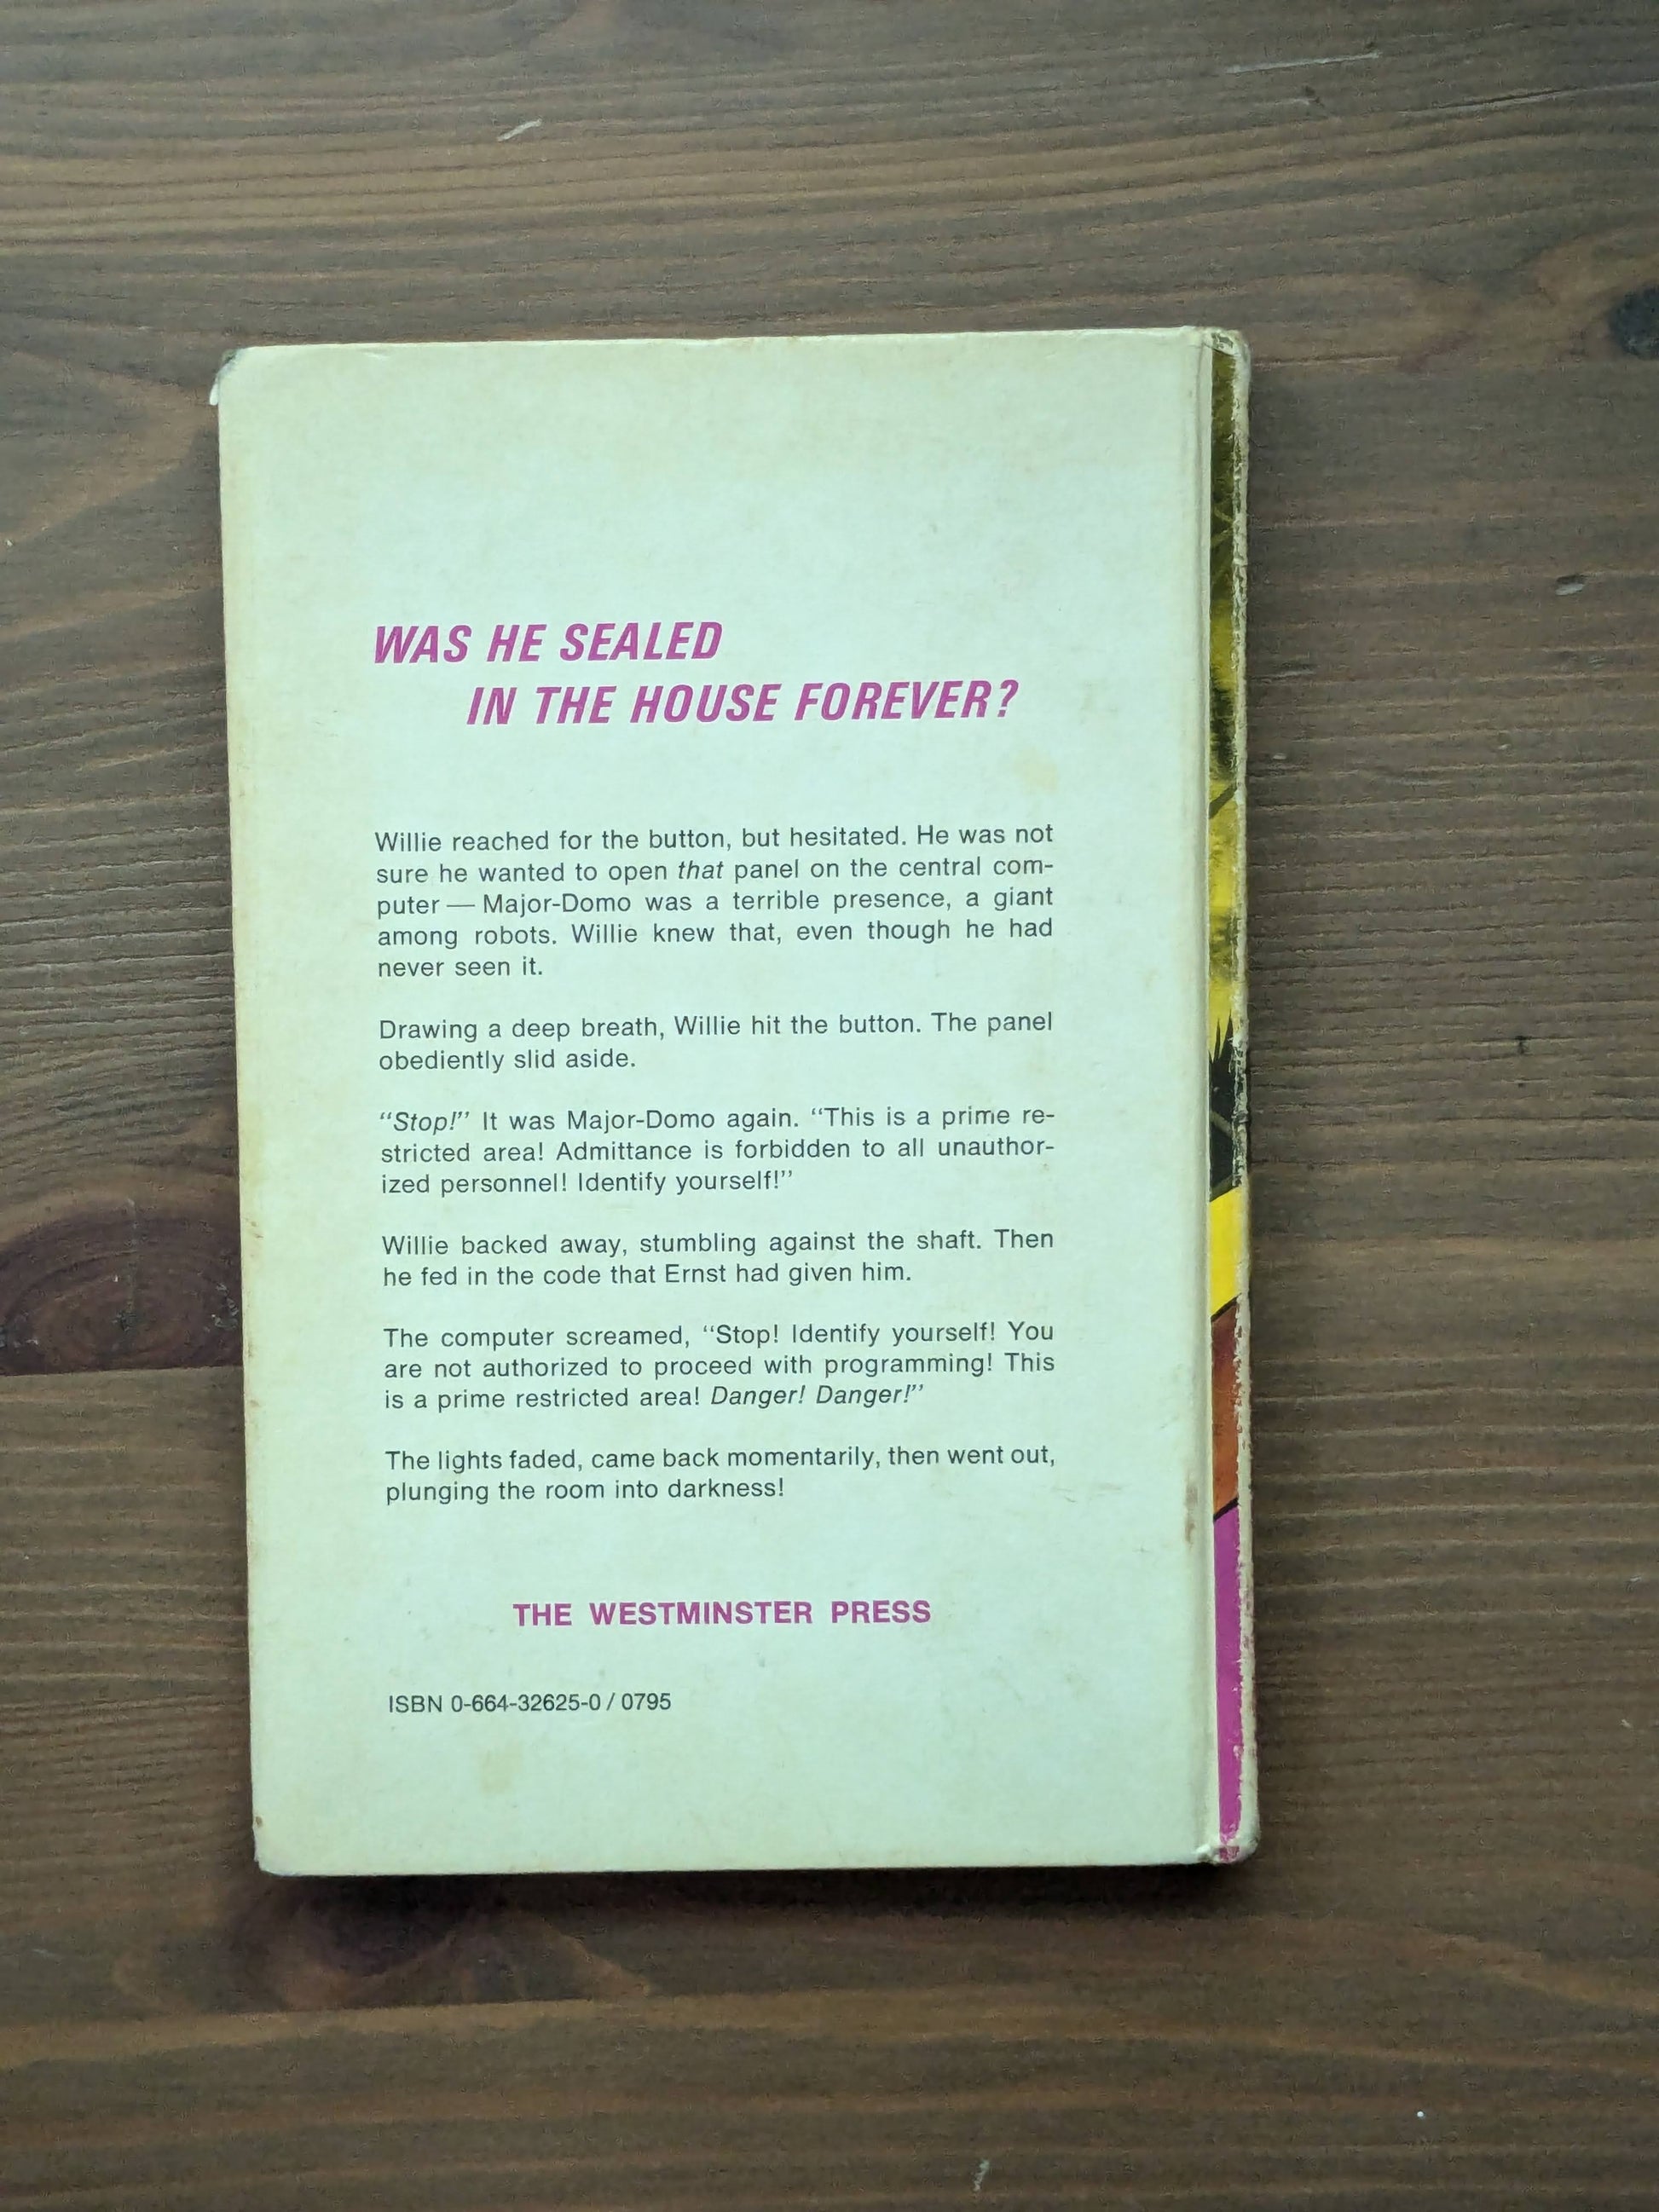 WAS HE SEALED
IN THE HOUSE FOREVER?
Willie reached for the button, but hesitated. He was not
sure he wanted to open that panel on the central com-
puter — Major-Domo was a terrible presence, a giant
among robots. Willie knew that, even though he had
never seen it.
Drawing a deep breath, Willie hit the button. The panel
obediently slid aside.
“Stop!” It was Major-Domo again. “This is a prime re-
stricted area! Admittance is forbidden to all unauthor-
ized personnel! Identify yourself!”
Willie backed away, stumbling against the shaft. Then
he fed in the code that Ernst had given him.
The computer screamed, “Stop! Identify yourself! You
are not authorized to proceed with programming! This
is a prime restricted area! Danger! Danger!”
The lights faded, came back momentarily, then went out,
plunging the room into darkness!
THE WESTMINSTER PRESS
ISBN 0-664-32625-0 / 0795